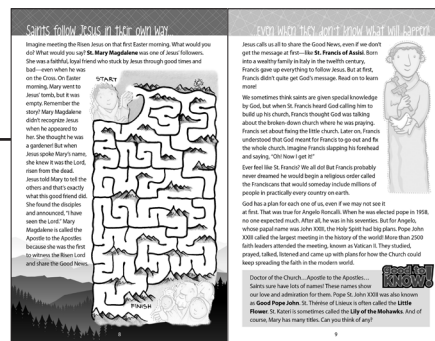 Saints follow Jesus in their own way
Imagine meeting the Risen Jesus on that first Easter morning. What would you
do? What would you say? St. Mary Magdalene was one of Jesus' followers.
She was a faithful, loyal friend who stuck by Jesus through good times and
bad—even when he was
on the Cross. On Easter
morning, Mary went to
Jesus' tomb, but it was
empty. Remember the
story? Mary Magdalene
didn't recognize Jesus
when he appeared to
her. She thought he was
a gardener! But when
Jesus spoke Mary's name,
she knew it was the Lord,
risen from the dead.
Jesus told Mary to tell the
others and that's exactly
what this good friend did.
She found the disciples
and announced, "I have
seen the Lord." Mary
Magdalene is called the
Apostle to the Apostles
because she was the first
to witness the Risen Lord
and share the Good News.
START
FINISH
8
Even when they don't know what will happen!
Jesus calls us all to share the Good News, even if we don't
get the message at first—like St. Francis of Assisi. Born
into a wealthy family in Italy in the twelfth century,
Francis gave up everything to follow Jesus. But at first,
Francis didn't quite get God's message. Read on to learn
more!
We sometimes think saints are given special knowledge
by God, but when St. Francis heard God calling him to
build up his church, Francis thought God was talking
about the broken-down church where he was praying.
Francis set about fixing the little church. Later on, Francis
understood that God meant for Francis to go out and fix
the whole church. Imagine Francis slapping his forehead
and saying, "Oh! Now I get it!"
Ever feel like St. Francis? We all do! But Francis probably
never dreamed he would begin a religious order called
the Franciscans that would someday include millions of
people in practically every country on earth.
God has a plan for each one of us, even if we may not see it
at first. That was true for Angelo Roncalli. When he was elected pope in 1958,
no one expected much. After all, he was in his seventies. But for Angelo,
whose papal name was John XXIII, the Holy Spirit had big plans. Pope John
XXIII called the largest meeting in the history of the world! More than 2500
faith leaders attended the meeting, known as Vatican II. They studied,
prayed, talked, listened and came up with plans for how the Church could
keep spreading the faith in the modern world.
Good to
KNOW!
Doctor of the Church…Apostle to the Apostles…
Saints sure have lots of names! These names show
our love and admiration for them. Pope St. John XXIII was also known
as Good Pope John. St. Thérèse of Lisieux is often called the Little
Flower. St. Kateri is sometimes called the Lily of the Mohawks. And of
course, Mary has many titles. Can you think of any?
9